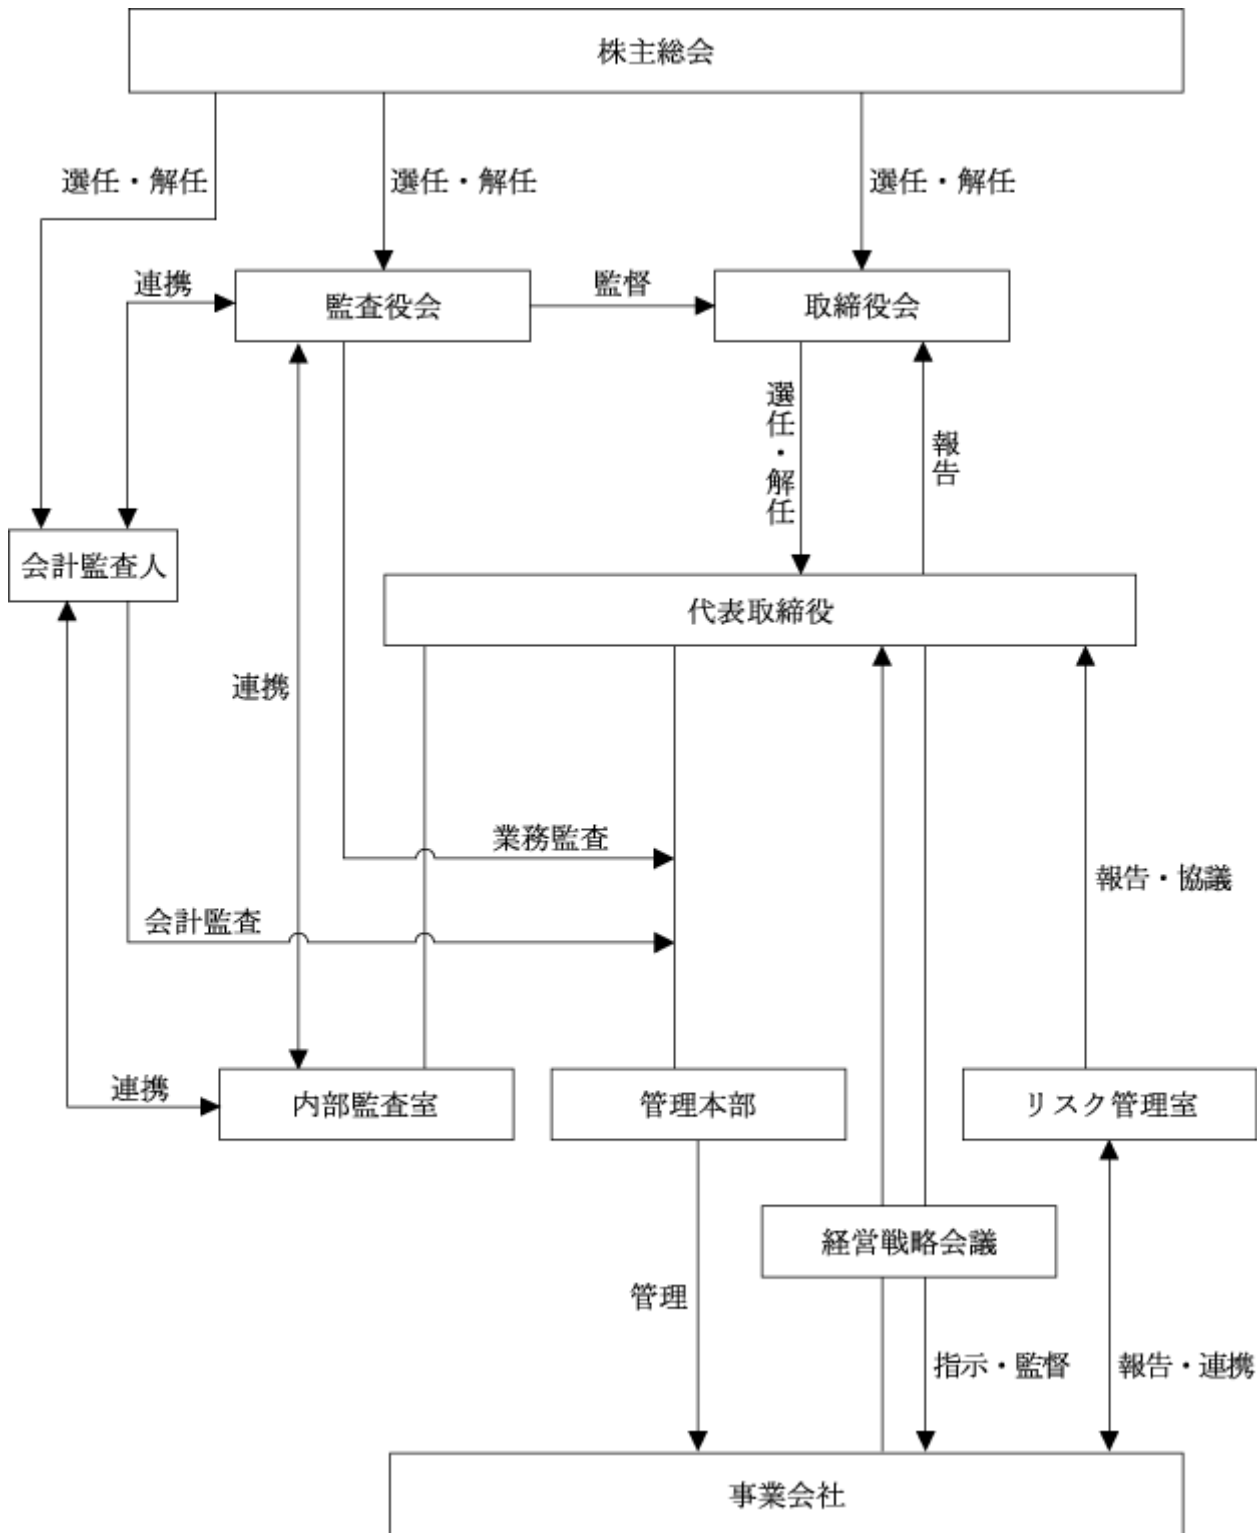 株主総会
選任・解任
選任・解任
選任・解任
連携
監査役会
監督
取締役会
選任・解任
報告
会計監査人
代表取締役
連携
業務監査
報告・協議
会計監査
連携
内部監査室
管理本部
リスク管理室
経営戦略会議
管理
指示・監督
報告・連携
事業会社